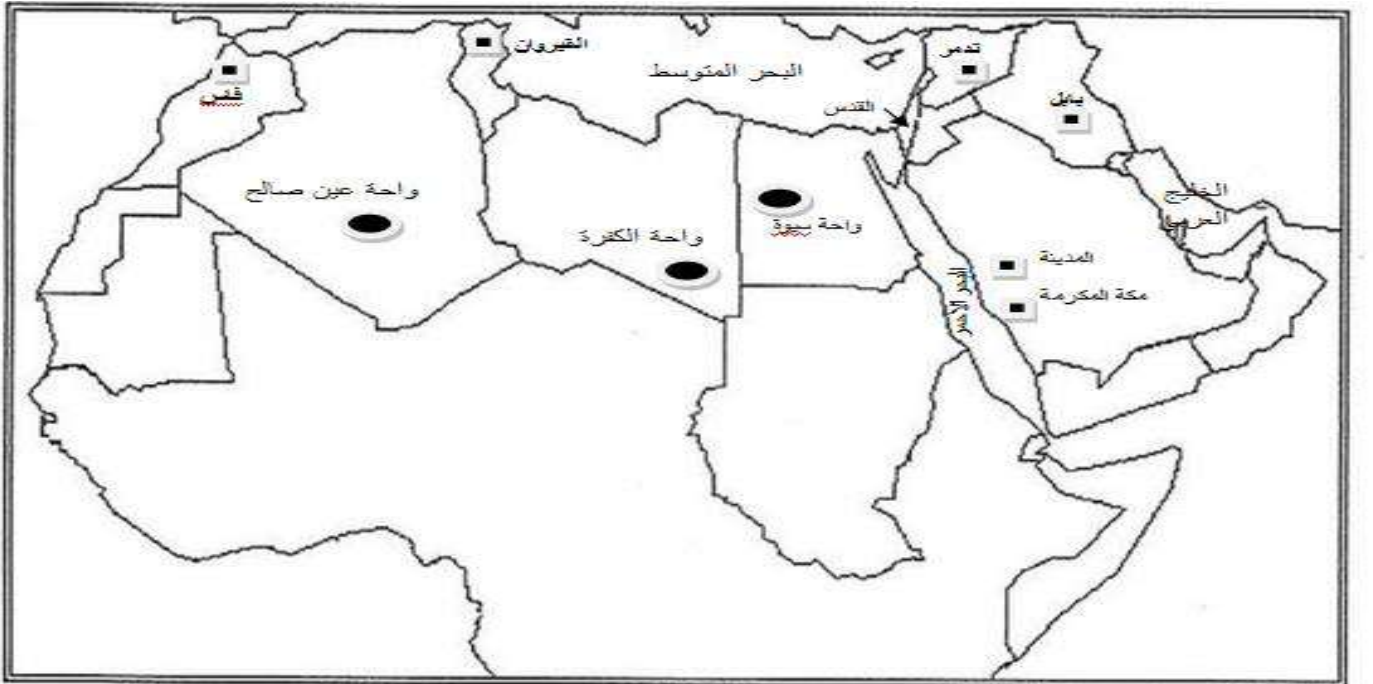 القيروان
تدمر
فاس
البحر المتوسط
بابل
القدس
واحة عين صالح
الخليج
العربي
واحة سيوة
واحة الكفرة
المدينة
مكة المكرمة
البحر الاحمر